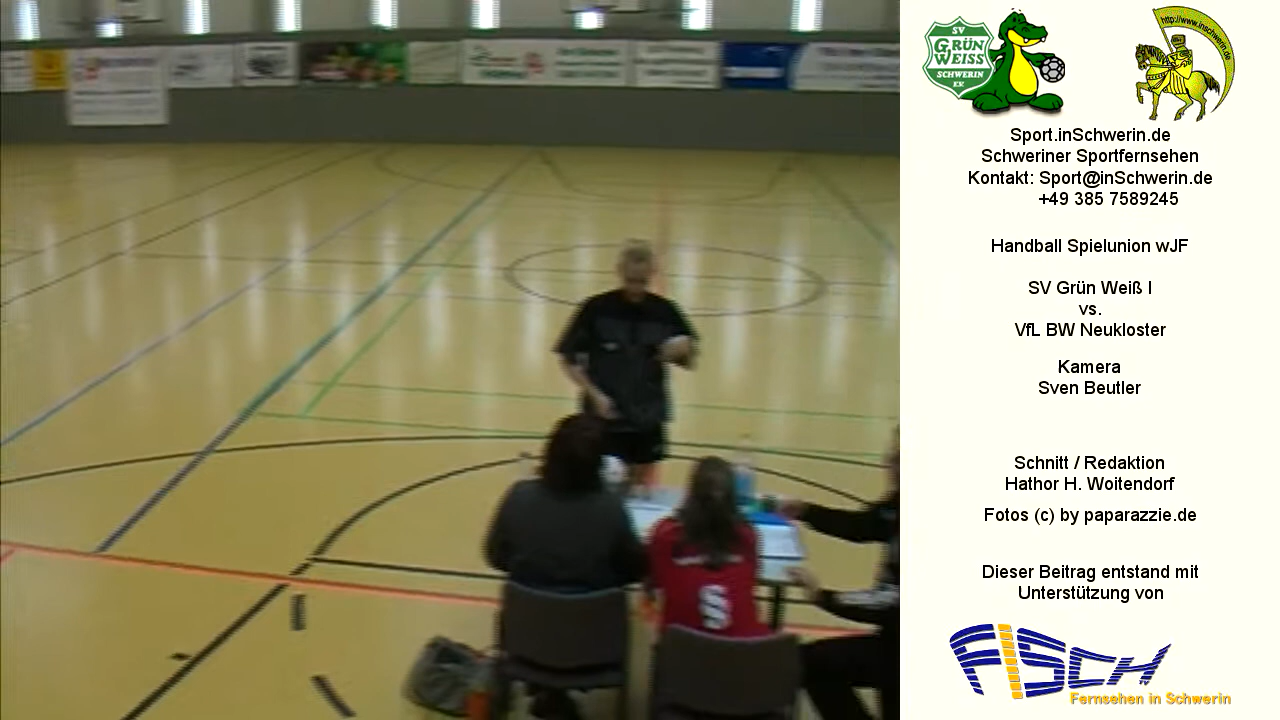 SV
GRÜN
WEISS
SCHWERIN
E.V.
http://www.inschwerin.de
Sport.inSchwerin.de
Schweriner Sportfernsehen
Kontakt: Sport@inSchwerin.de
+49 385 7589245
Handball Spielunion wJF
SV Grün Weiß I
vs.
VfL BW Neukloster
Kamera
Sven Beutler
Schnitt / Redaktion
Hathor H. Woitendorf
Fotos (c) by paparazzie.de
Dieser Beitrag entstand mit
Unterstützung von
FISCH
Fernsehen in Schwerin